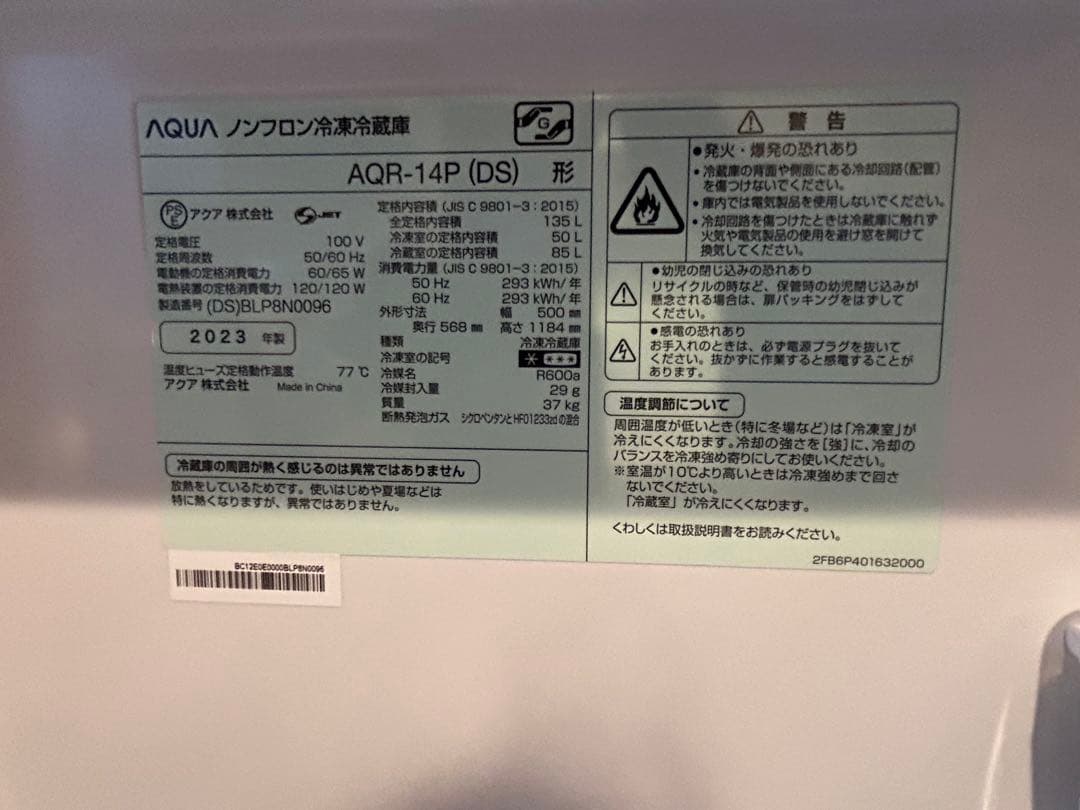 AQUA ノンフロン冷凍冷蔵庫
G
AQR-14P (DS) 形
PS
E
アクア 株式会社
JET
定格電圧 100 V
定格周波数 50/60 Hz
電動機の定格消費電力 60/65 W
電熱装置の定格消費電力 120/120 W
製造番号 (DS)BLP8N0096
2023 年製
温度ヒューズ定格動作温度 77 ℃
アクア 株式会社 Made in China
定格内容積 (JIS C 9801-3 : 2015)
全定格内容積 135 L
冷凍室の定格内容積 50 L
冷蔵室の定格内容積 85 L
消費電力量 (JIS C 9801-3 : 2015)
50 Hz 293 kWh/年
60 Hz 293 kWh/年
外形寸法 幅 500 ㎜
奥行 568 ㎜ 高さ 1184 ㎜
種類 冷凍冷蔵庫
冷凍室の記号
冷媒名 R600a
冷媒封入量 29 g
質量 37 kg
断熱発泡ガス シクロペンタンとHFO1233zdの混合
冷蔵庫の周囲が熱く感じるのは異常ではありません
放熱をしているためです。使いはじめや夏場などは
特に熱くなりますが、異常ではありません。
BC12E0E0000BLP8N0096
警告
●発火・爆発の恐れあり
・冷蔵庫の背面や側面にある冷却回路(配管)
を傷つけないでください。
・庫内では電気製品を使用しないでください。
・冷却回路を傷つけたときは冷蔵庫に触れず
火気や電気製品の使用を避け窓を開けて
換気してください。
●幼児の閉じ込みの恐れあり
リサイクルの時など、保管時の幼児閉じ込みが
懸念される場合は、扉パッキングをはずして
ください。
●感電の恐れあり
お手入れのときは、必ず電源プラグを抜いて
ください。抜かずに作業すると感電することが
あります。
温度調節について
周囲温度が低いとき(特に冬場など)は「冷凍室」が
冷えにくくなります。冷却の強さを[強]に、冷却の
バランスを冷凍強め寄りにしてお使いください。
※室温が10℃より高いときは冷凍強めまで回さ
ないでください。
「冷蔵室」が冷えにくくなります。
くわしくは取扱説明書をお読みください。
2FB6P401632000